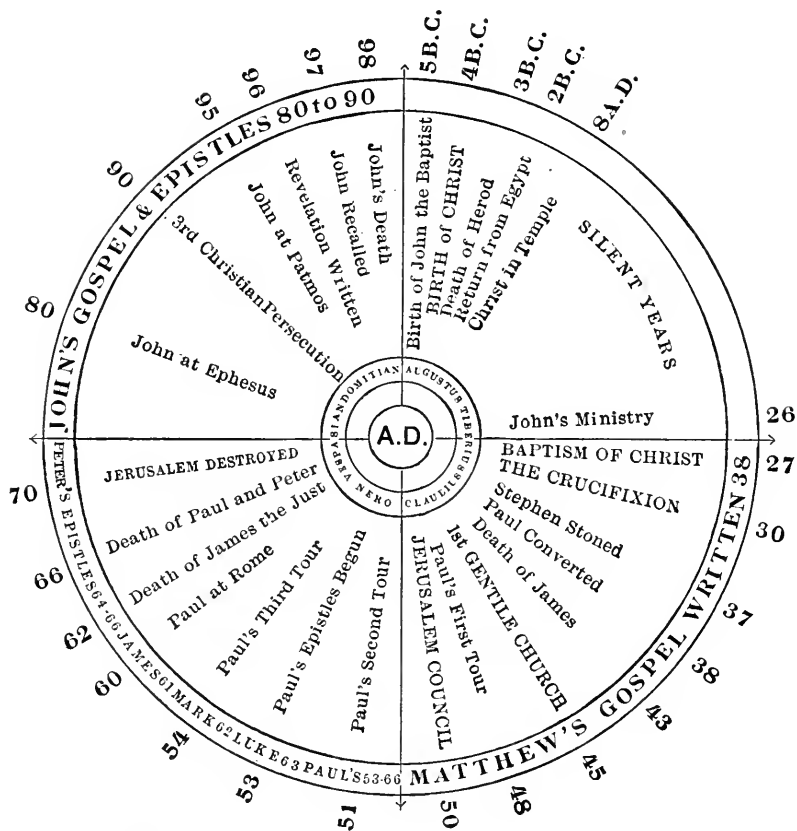 5 B.C.
4 B.C.
3 B.C.
2 B.C.
8 A.D.
26
27
30
37
38
43
45
48
50
51
53
54
60
62
66
70
80
90
95
96
97
98
MATTHEW'S GOSPEL WRITTEN 38
PAUL'S 53-66
LUKE 63
MARK 62
JAMES 61
PETER'S EPISTLES 64-66
JOHN'S GOSPEL & EPISTLES 80 to 90
Birth of John the Baptist
BIRTH of CHRIST
Death of Herod
Return from Egypt
Christ in Temple
SILENT YEARS
John's Ministry
BAPTISM OF CHRIST
THE CRUCIFIXION
Stephen Stoned
Paul Converted
Death of James
1st GENTILE CHURCH
Paul's First Tour
JERUSALEM COUNCIL
Paul's Second Tour
Paul's Epistles Begun
Paul's Third Tour
Paul at Rome
Death of James the Just
Death of Paul and Peter
JERUSALEM DESTROYED
John at Ephesus
3rd Christian Persecution
John at Patmos
Revelation Written
John Recalled
John's Death
NERO
VESPASIAN
DOMITIAN
A.D.